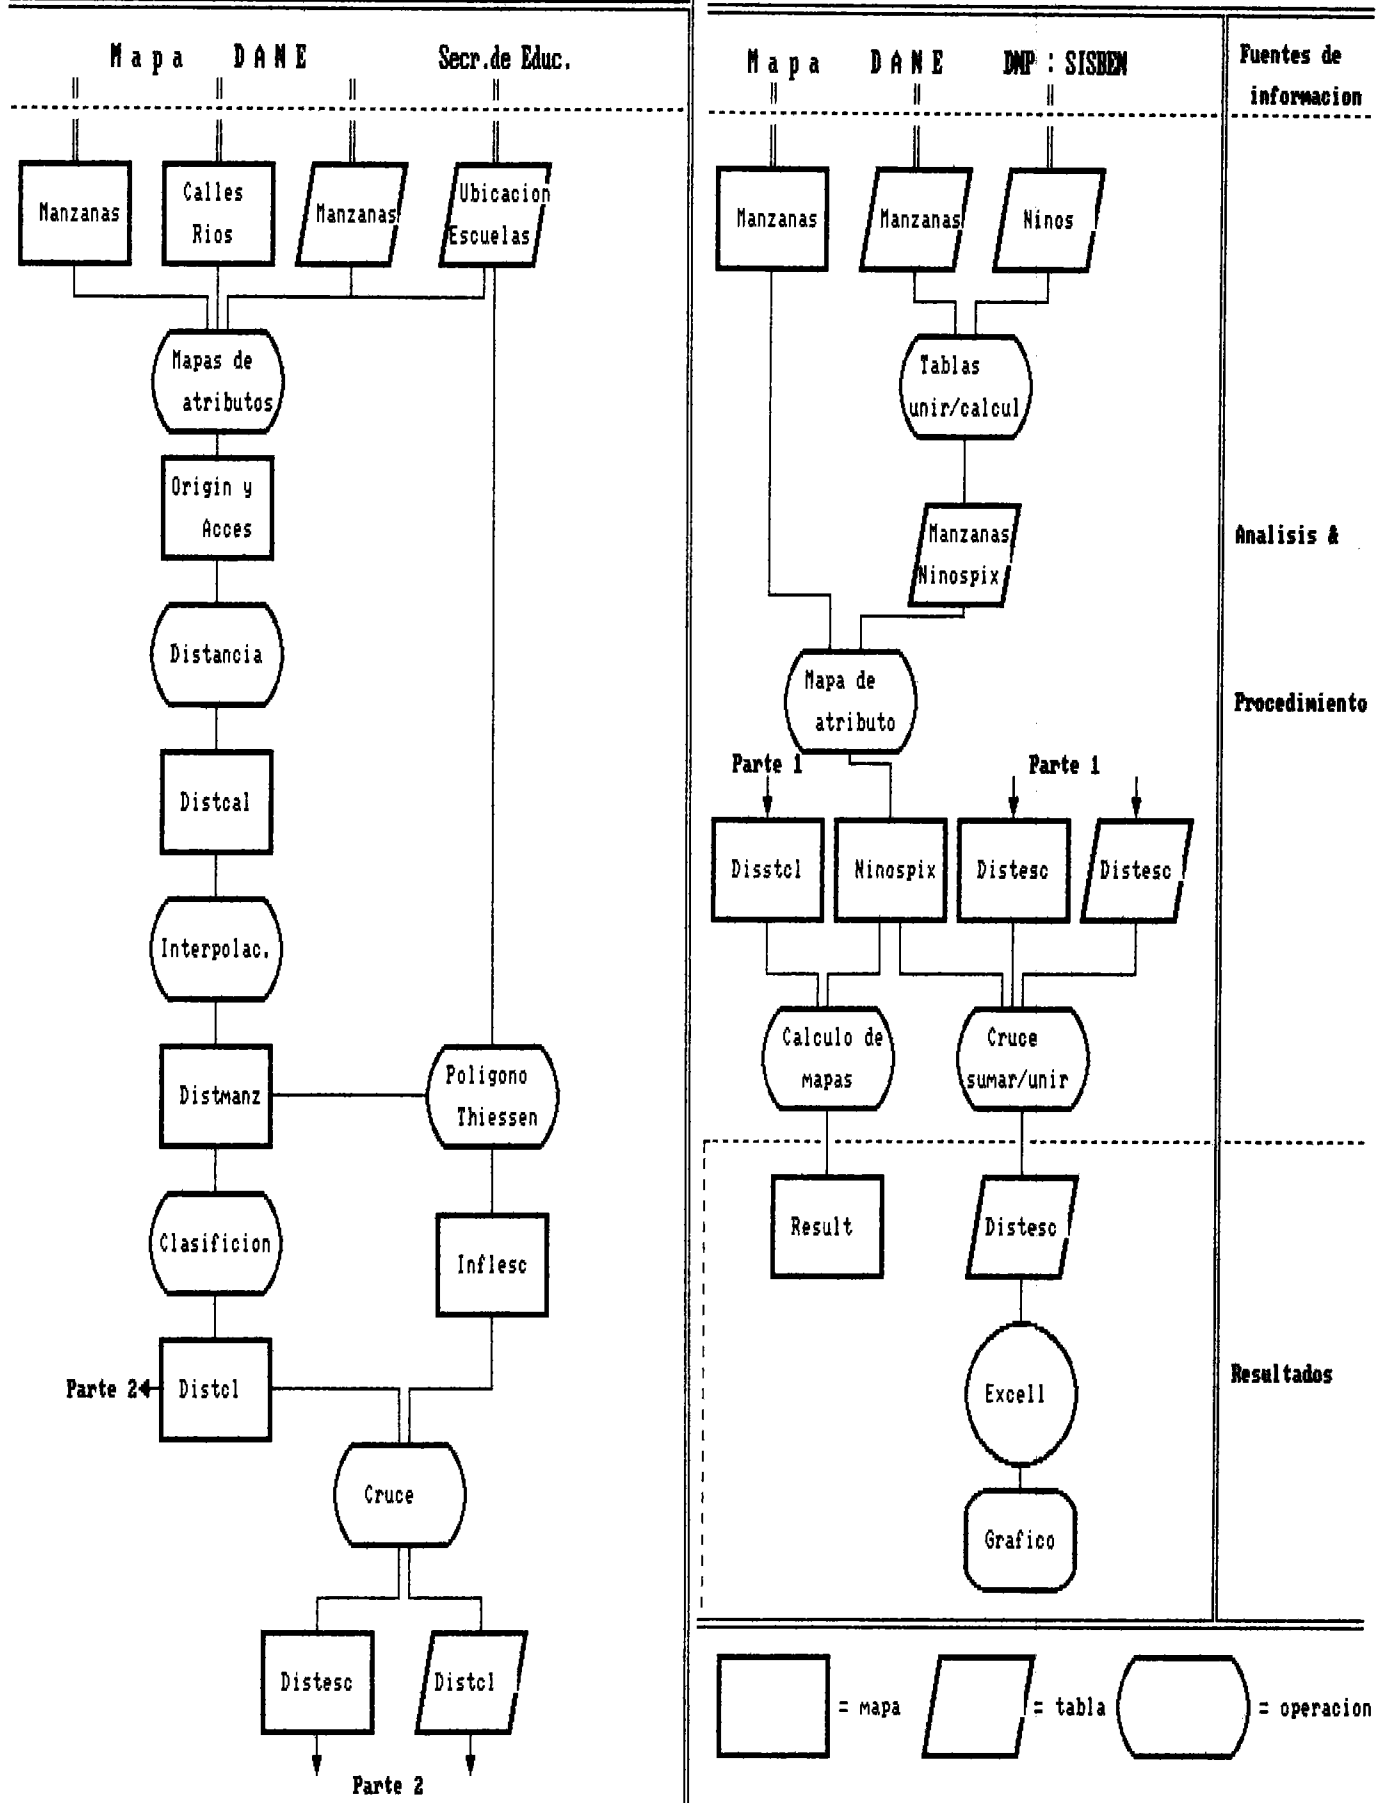 Mapa DANE
Secr.de Educ.
Manzanas
Calles
Rios
Manzanas
Ubicacion
Escuelas
Mapas de
atributos
Origin y
Acces
Distancia
Distcal
Interpolac.
Distmanz
Poligono
Thiessen
Clasificion
Inflesc
Parte 2
Distcl
Cruce
Distesc
Distcl
Parte 2
Mapa DANE
DNP : SISBEN
Fuentes de
informacion
Manzanas
Manzanas
Ninos
Tablas
unir/calcul
Manzanas
Ninospix
Analisis &
Mapa de
atributo
Procedimiento
Parte 1
Parte 1
Disstcl
Ninospix
Distesc
Distesc
Calculo de
mapas
Cruce
sumar/unir
Result
Distesc
Excell
Resultados
Grafico
= mapa
= tabla
= operacion